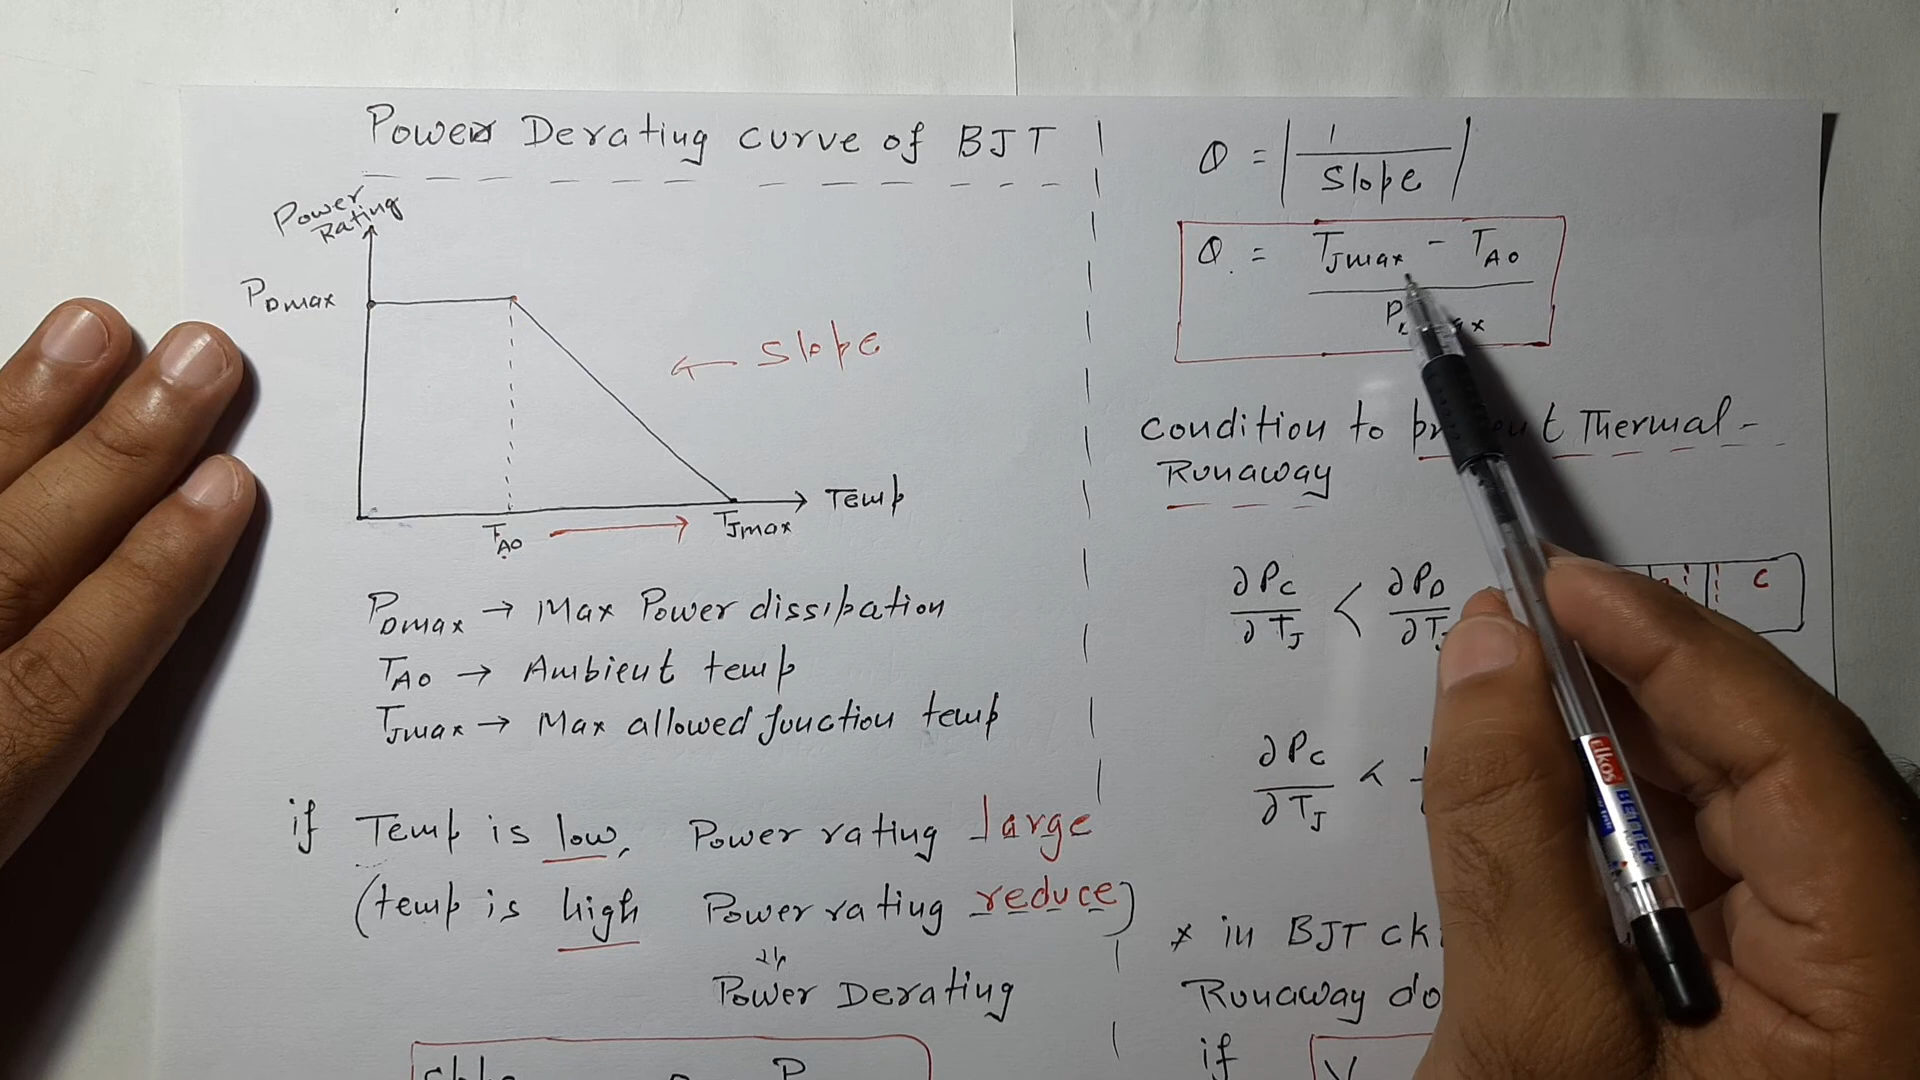 Power Derating curve of BJT
Power
Rating
PDmax
← Slope
Temp
TAO
TJmax
PDmax → Max Power dissipation
TAO → Ambient temp
TJmax → Max allowed junction temp
if Temp is low, Power rating large
(temp is high Power rating reduce)
Power Derating
θ = | 1 / Slope |
θ. = TJmax - TAO
Condition to t Thermal -
Runaway
∂PC / ∂TJ < ∂PD / ∂TJ
C
∂PC / ∂TJ <
* in BJT ck
Runaway do
if
V
P
elkos
BETTER